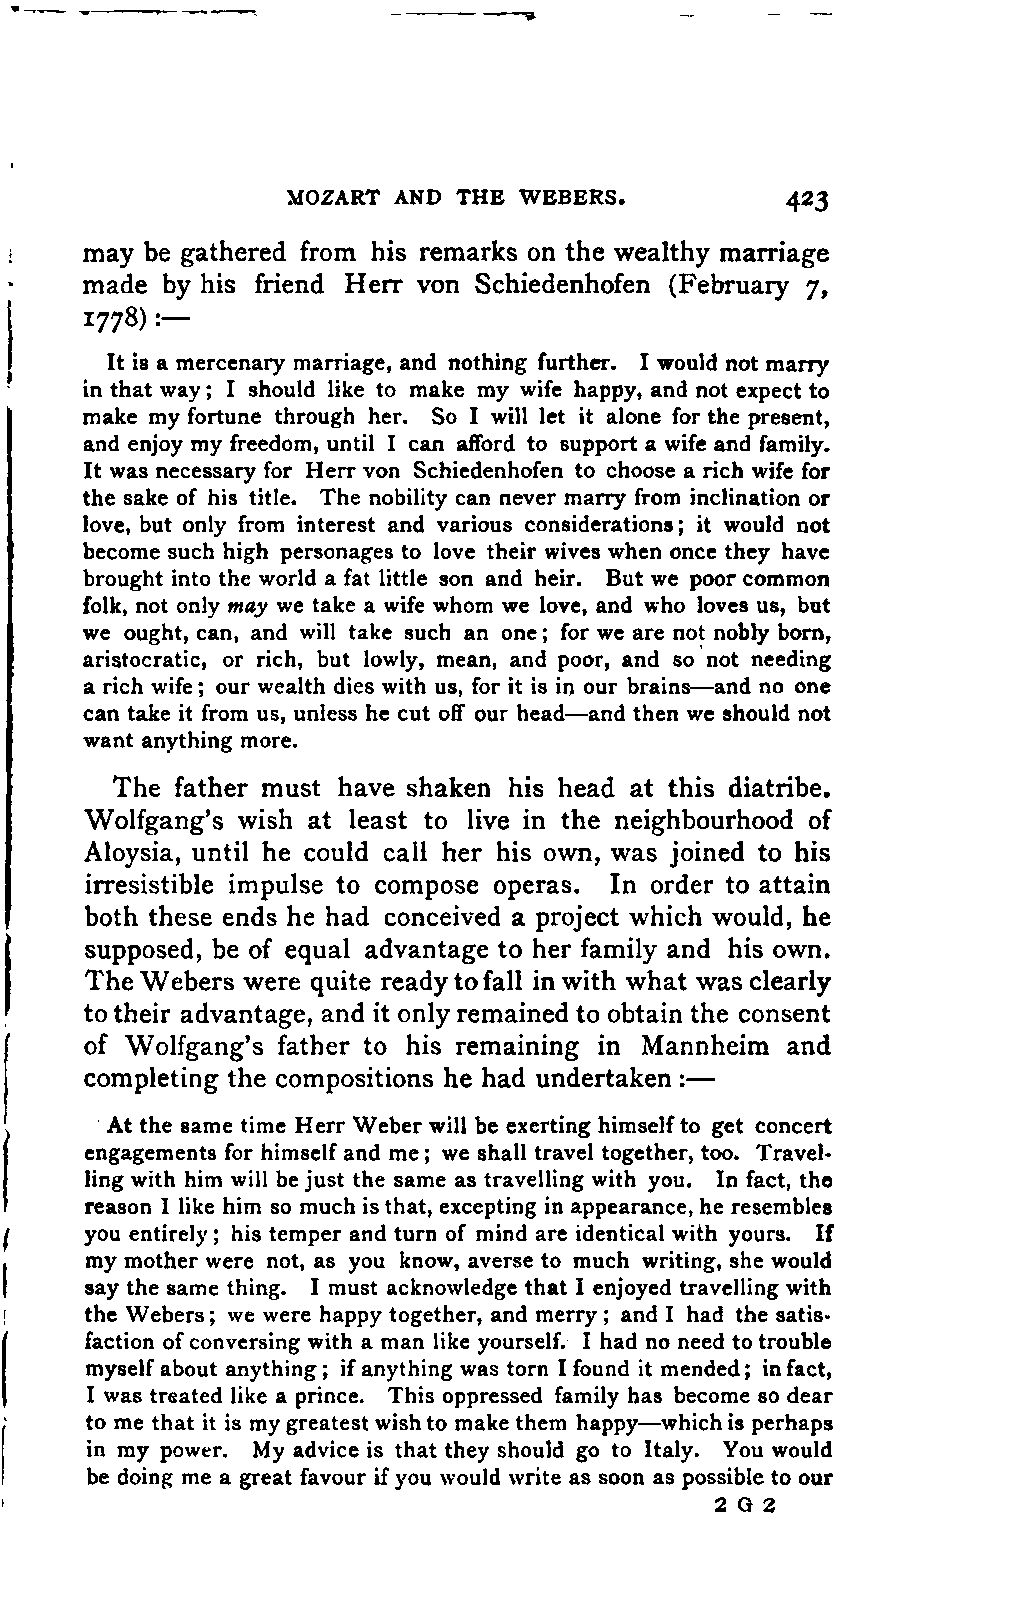 MOZART AND THE WEBERS. 423
may be gathered from his remarks on the wealthy marriage
made by his friend Herr von Schiedenhofen (February 7,
1778) :—
It is a mercenary marriage, and nothing further. I would not marry
in that way; I should like to make my wife happy, and not expect to
make my fortune through her. So I will let it alone for the present,
and enjoy my freedom, until I can afford to support a wife and family.
It was necessary for Herr von Schiedenhofen to choose a rich wife for
the sake of his title. The nobility can never marry from inclination or
love, but only from interest and various considerations; it would not
become such high personages to love their wives when once they have
brought into the world a fat little son and heir. But we poor common
folk, not only may we take a wife whom we love, and who loves us, but
we ought, can, and will take such an one; for we are not nobly born,
aristocratic, or rich, but lowly, mean, and poor, and so not needing
a rich wife; our wealth dies with us, for it is in our brains—and no one
can take it from us, unless he cut off our head—and then we should not
want anything more.
The father must have shaken his head at this diatribe.
Wolfgang's wish at least to live in the neighbourhood of
Aloysia, until he could call her his own, was joined to his
irresistible impulse to compose operas. In order to attain
both these ends he had conceived a project which would, he
supposed, be of equal advantage to her family and his own.
The Webers were quite ready to fall in with what was clearly
to their advantage, and it only remained to obtain the consent
of Wolfgang's father to his remaining in Mannheim and
completing the compositions he had undertaken :—
At the same time Herr Weber will be exerting himself to get concert
engagements for himself and me; we shall travel together, too. Travel-
ling with him will be just the same as travelling with you. In fact, the
reason I like him so much is that, excepting in appearance, he resembles
you entirely; his temper and turn of mind are identical with yours. If
my mother were not, as you know, averse to much writing, she would
say the same thing. I must acknowledge that I enjoyed travelling with
the Webers; we were happy together, and merry; and I had the satis-
faction of conversing with a man like yourself. I had no need to trouble
myself about anything; if anything was torn I found it mended; in fact,
I was treated like a prince. This oppressed family has become so dear
to me that it is my greatest wish to make them happy—which is perhaps
in my power. My advice is that they should go to Italy. You would
be doing me a great favour if you would write as soon as possible to our
2 G 2